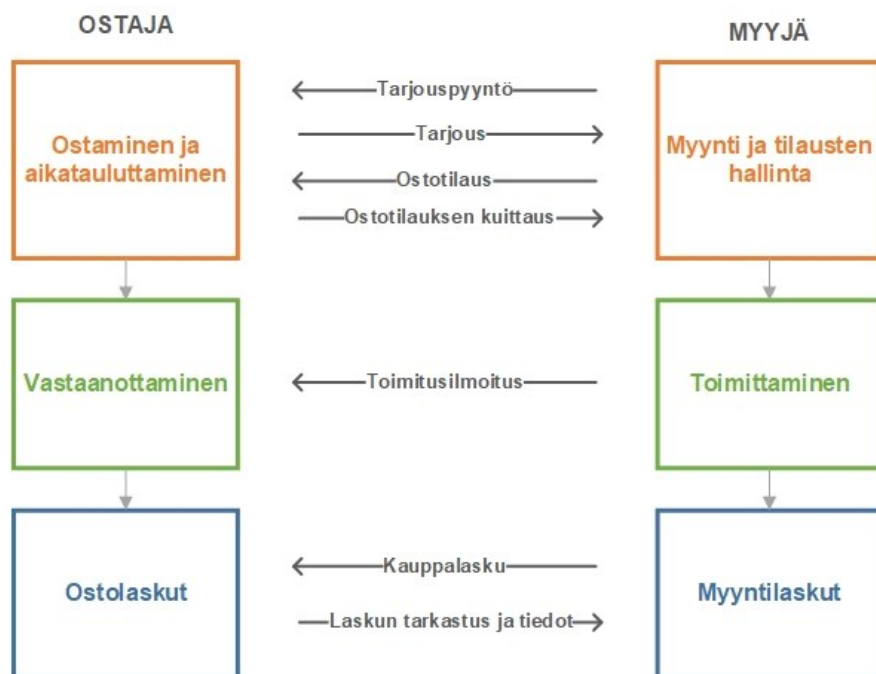 OSTAJA
MYYJÄ
Ostaminen ja
aikatauluttaminen
Tarjouspyyntö
Tarjous
Ostotilaus
Ostotilauksen kuittaus
Myynti ja tilausten
hallinta
Vastaanottaminen
Toimitusilmoitus
Toimittaminen
Ostolaskut
Kauppalasku
Laskun tarkastus ja tiedot
Myyntilaskut